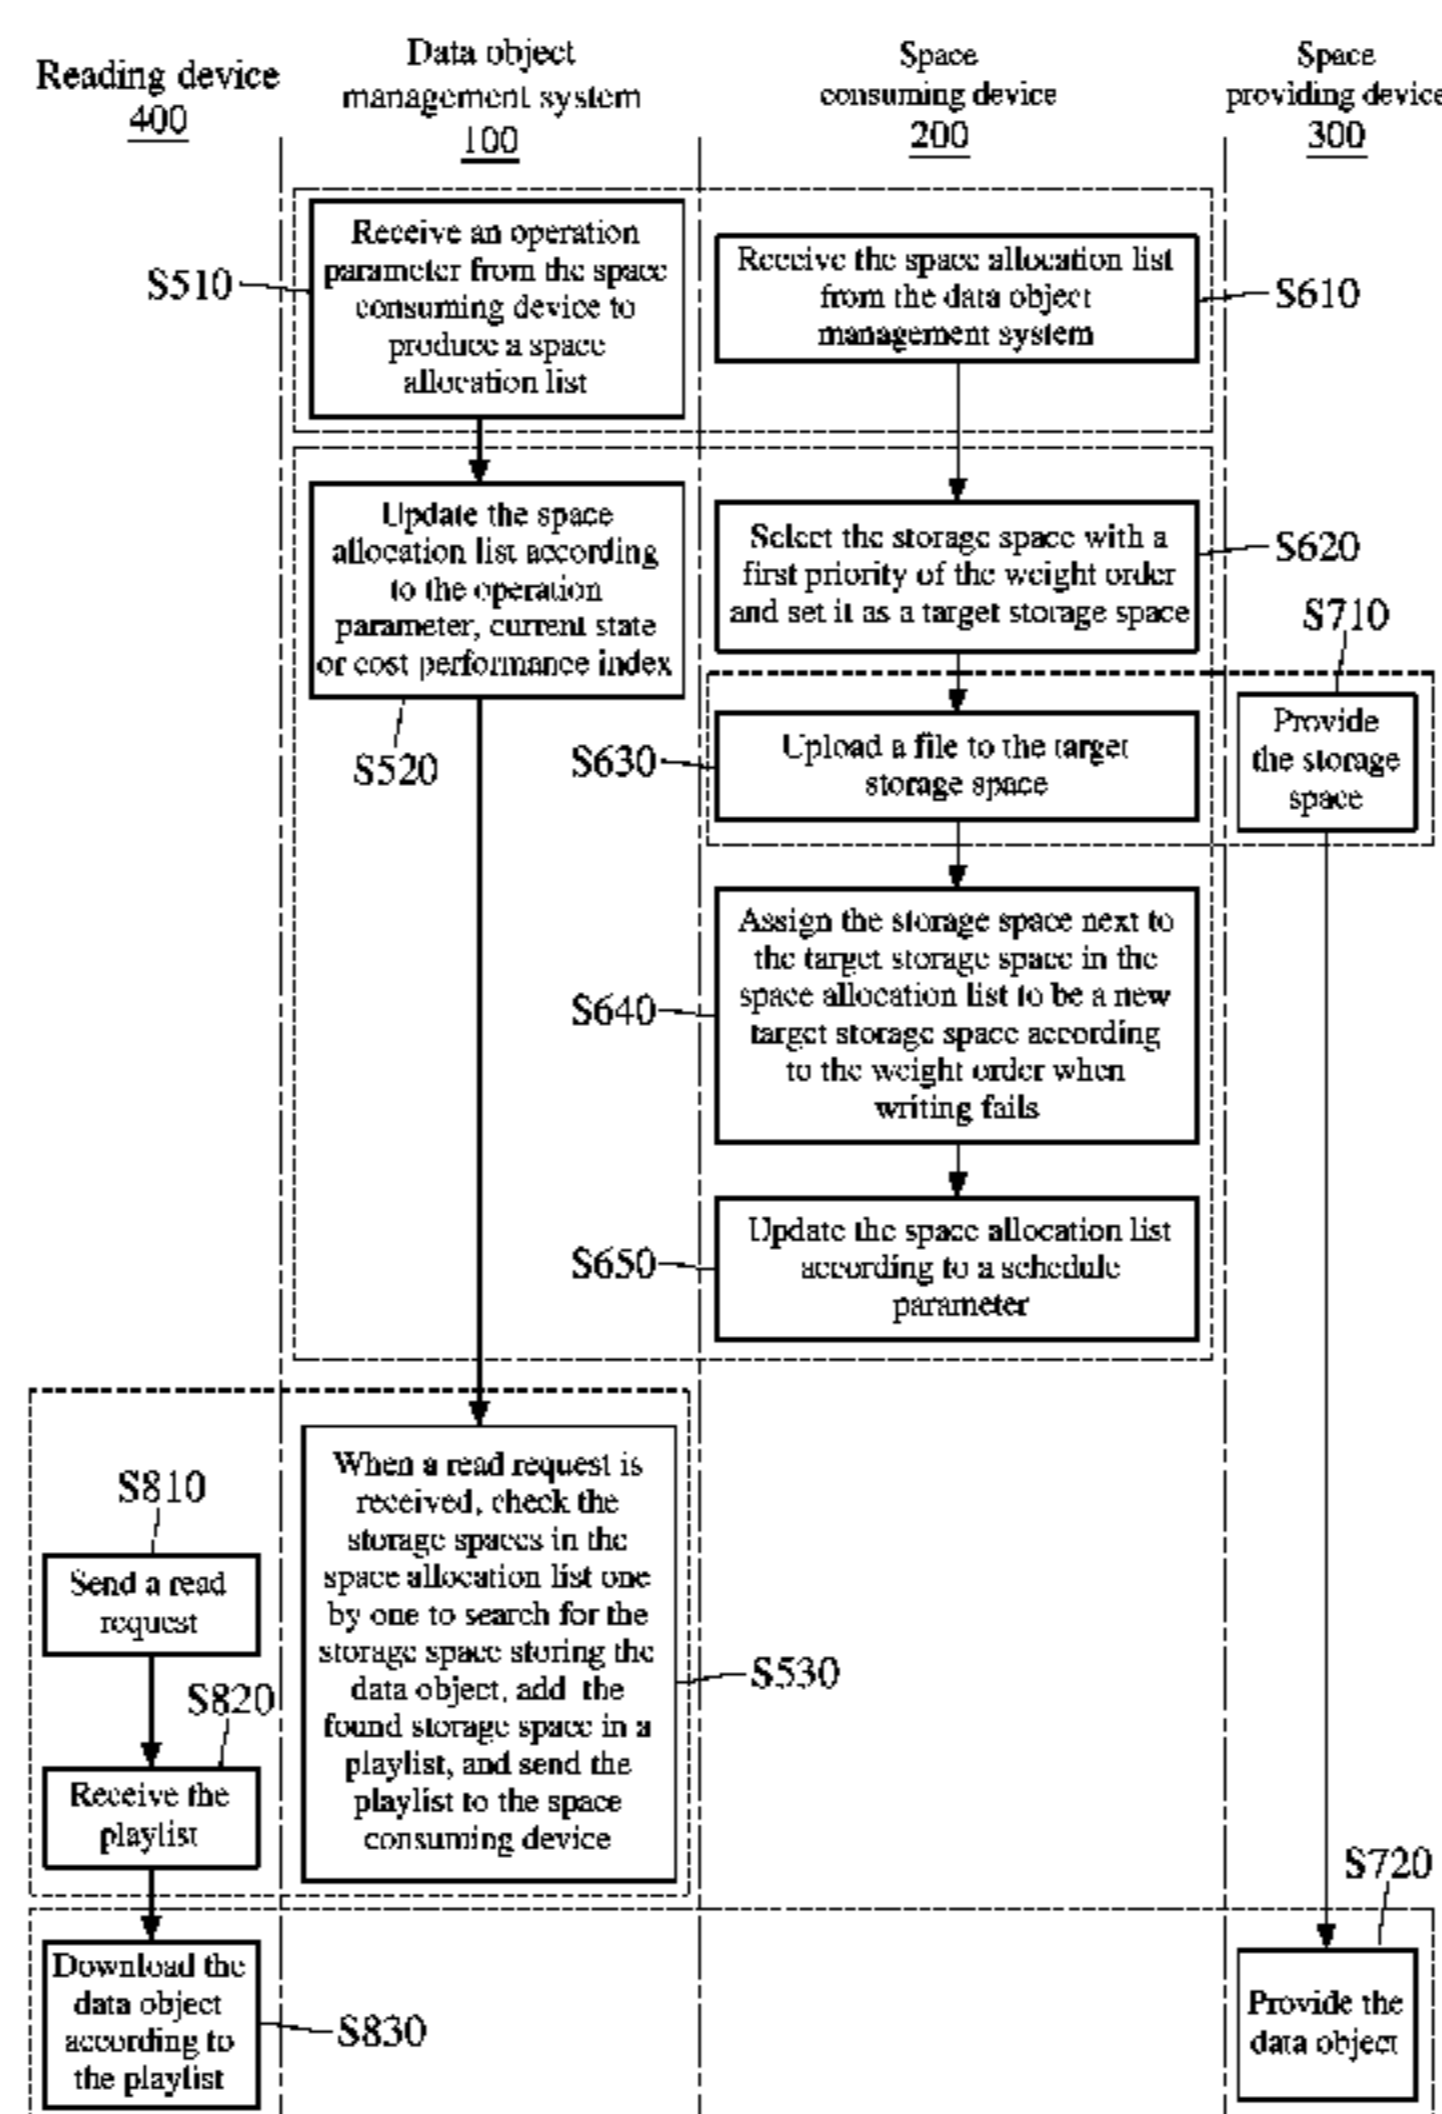 Reading device
400
Data object
management system
100
Space
consuming device
200
Space
providing device
300
S510
Receive an operation
parameter from the space
consuming device to
produce a space
allocation list
Receive the space allocation list
from the data object
management system
S610
Update the space
allocation list according
to the operation
parameter, current state
or cost performance index
S520
Select the storage space with a
first priority of the weight order
and set it as a target storage space
S620
S710
Provide
the storage
space
S630
Upload a file to the target
storage space
S640
Assign the storage space next to
the target storage space in the
space allocation list to be a new
target storage space according
to the weight order when
writing fails
S650
Update the space allocation list
according to a schedule
parameter
S810
Send a read
request
S820
Receive the
playlist
When a read request is
received, check the
storage spaces in the
space allocation list one
by one to search for the
storage space storing the
data object, add the
found storage space in a
playlist, and send the
playlist to the space
consuming device
S530
S720
Download the
data object
according to
the playlist
S830
Provide the
data object